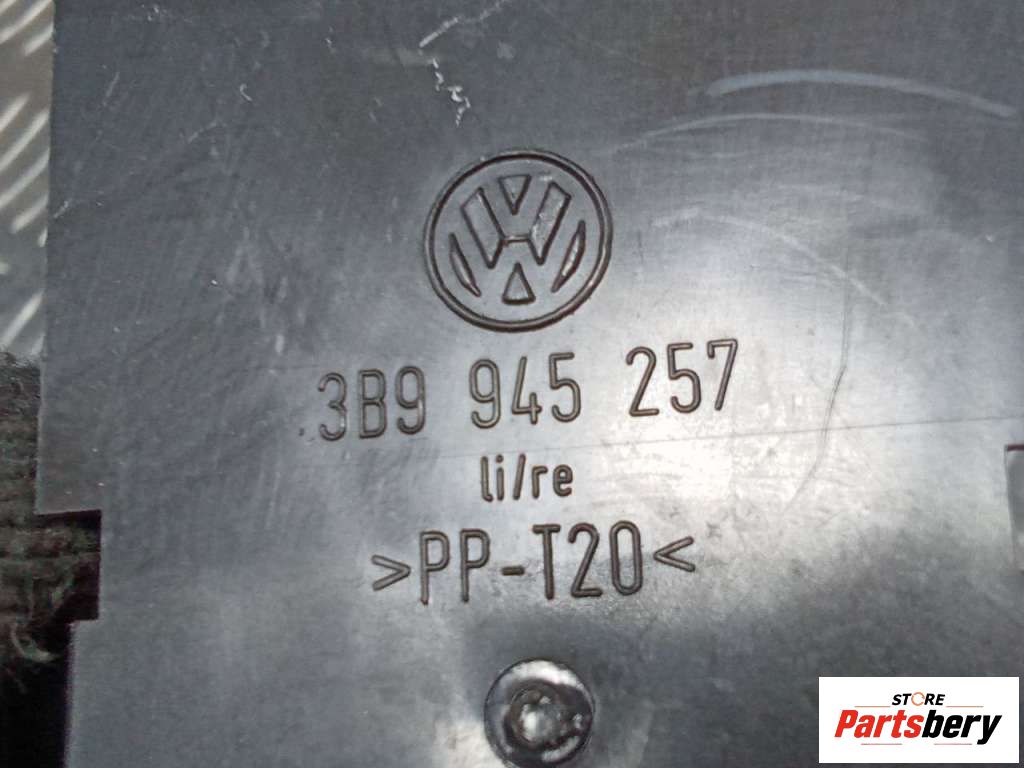 3B9 945 257
li/re
>PP-T20<
STORE
Partsbery